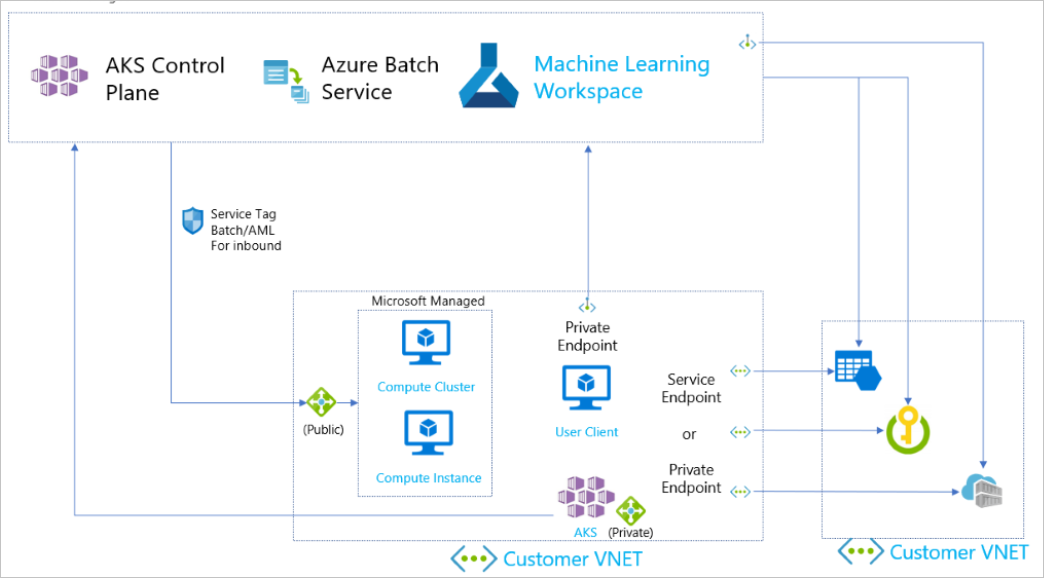 AKS Control
Plane
Azure Batch
Service
Machine Learning
Workspace
Service Tag
Batch/AML
For inbound
Microsoft Managed
Compute Cluster
Compute Instance
(Public)
Private
Endpoint
User Client
Service
Endpoint
or
Private
Endpoint
AKS
(Private)
Customer VNET
Customer VNET